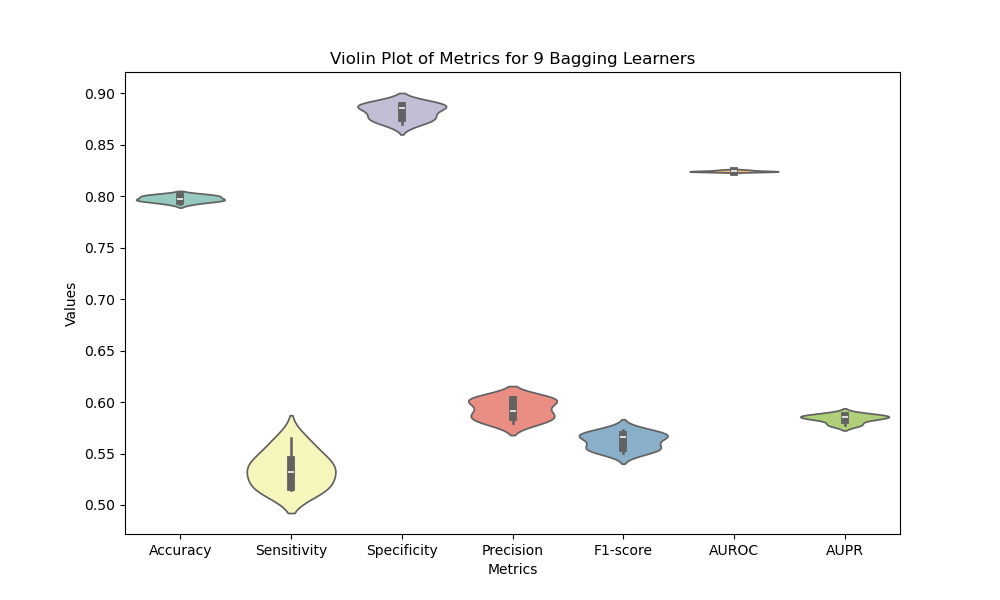 Violin Plot of Metrics for 9 Bagging Learners
0.90
0.85
0.80
0.75
0.70
0.65
0.60
0.55
0.50
Values
Accuracy Sensitivity Specificity Precision F1-score AUROC AUPR
Metrics